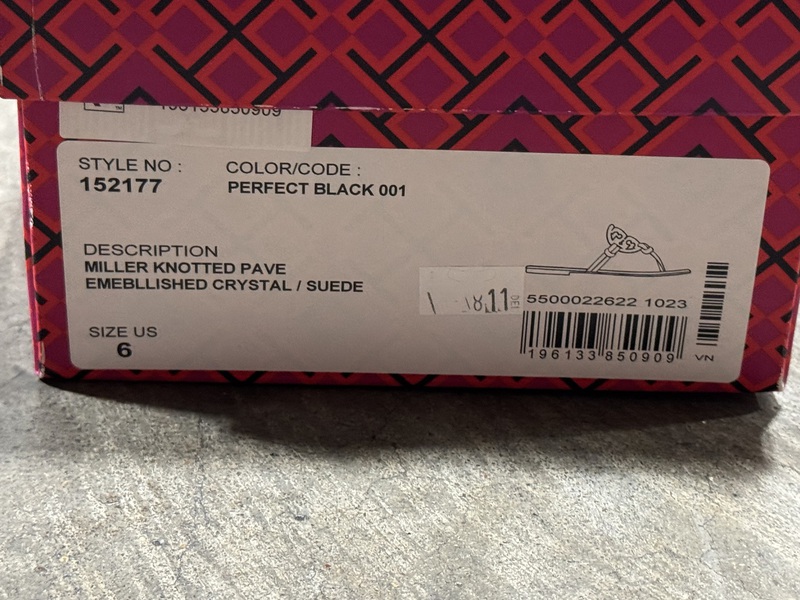 196133850909
STYLE NO :
152177
COLOR/CODE :
PERFECT BLACK 001
DESCRIPTION
MILLER KNOTTED PAVE
EMEBLLISHED CRYSTAL / SUEDE
SIZE US
6
5500022622 1023
196133850909
VN